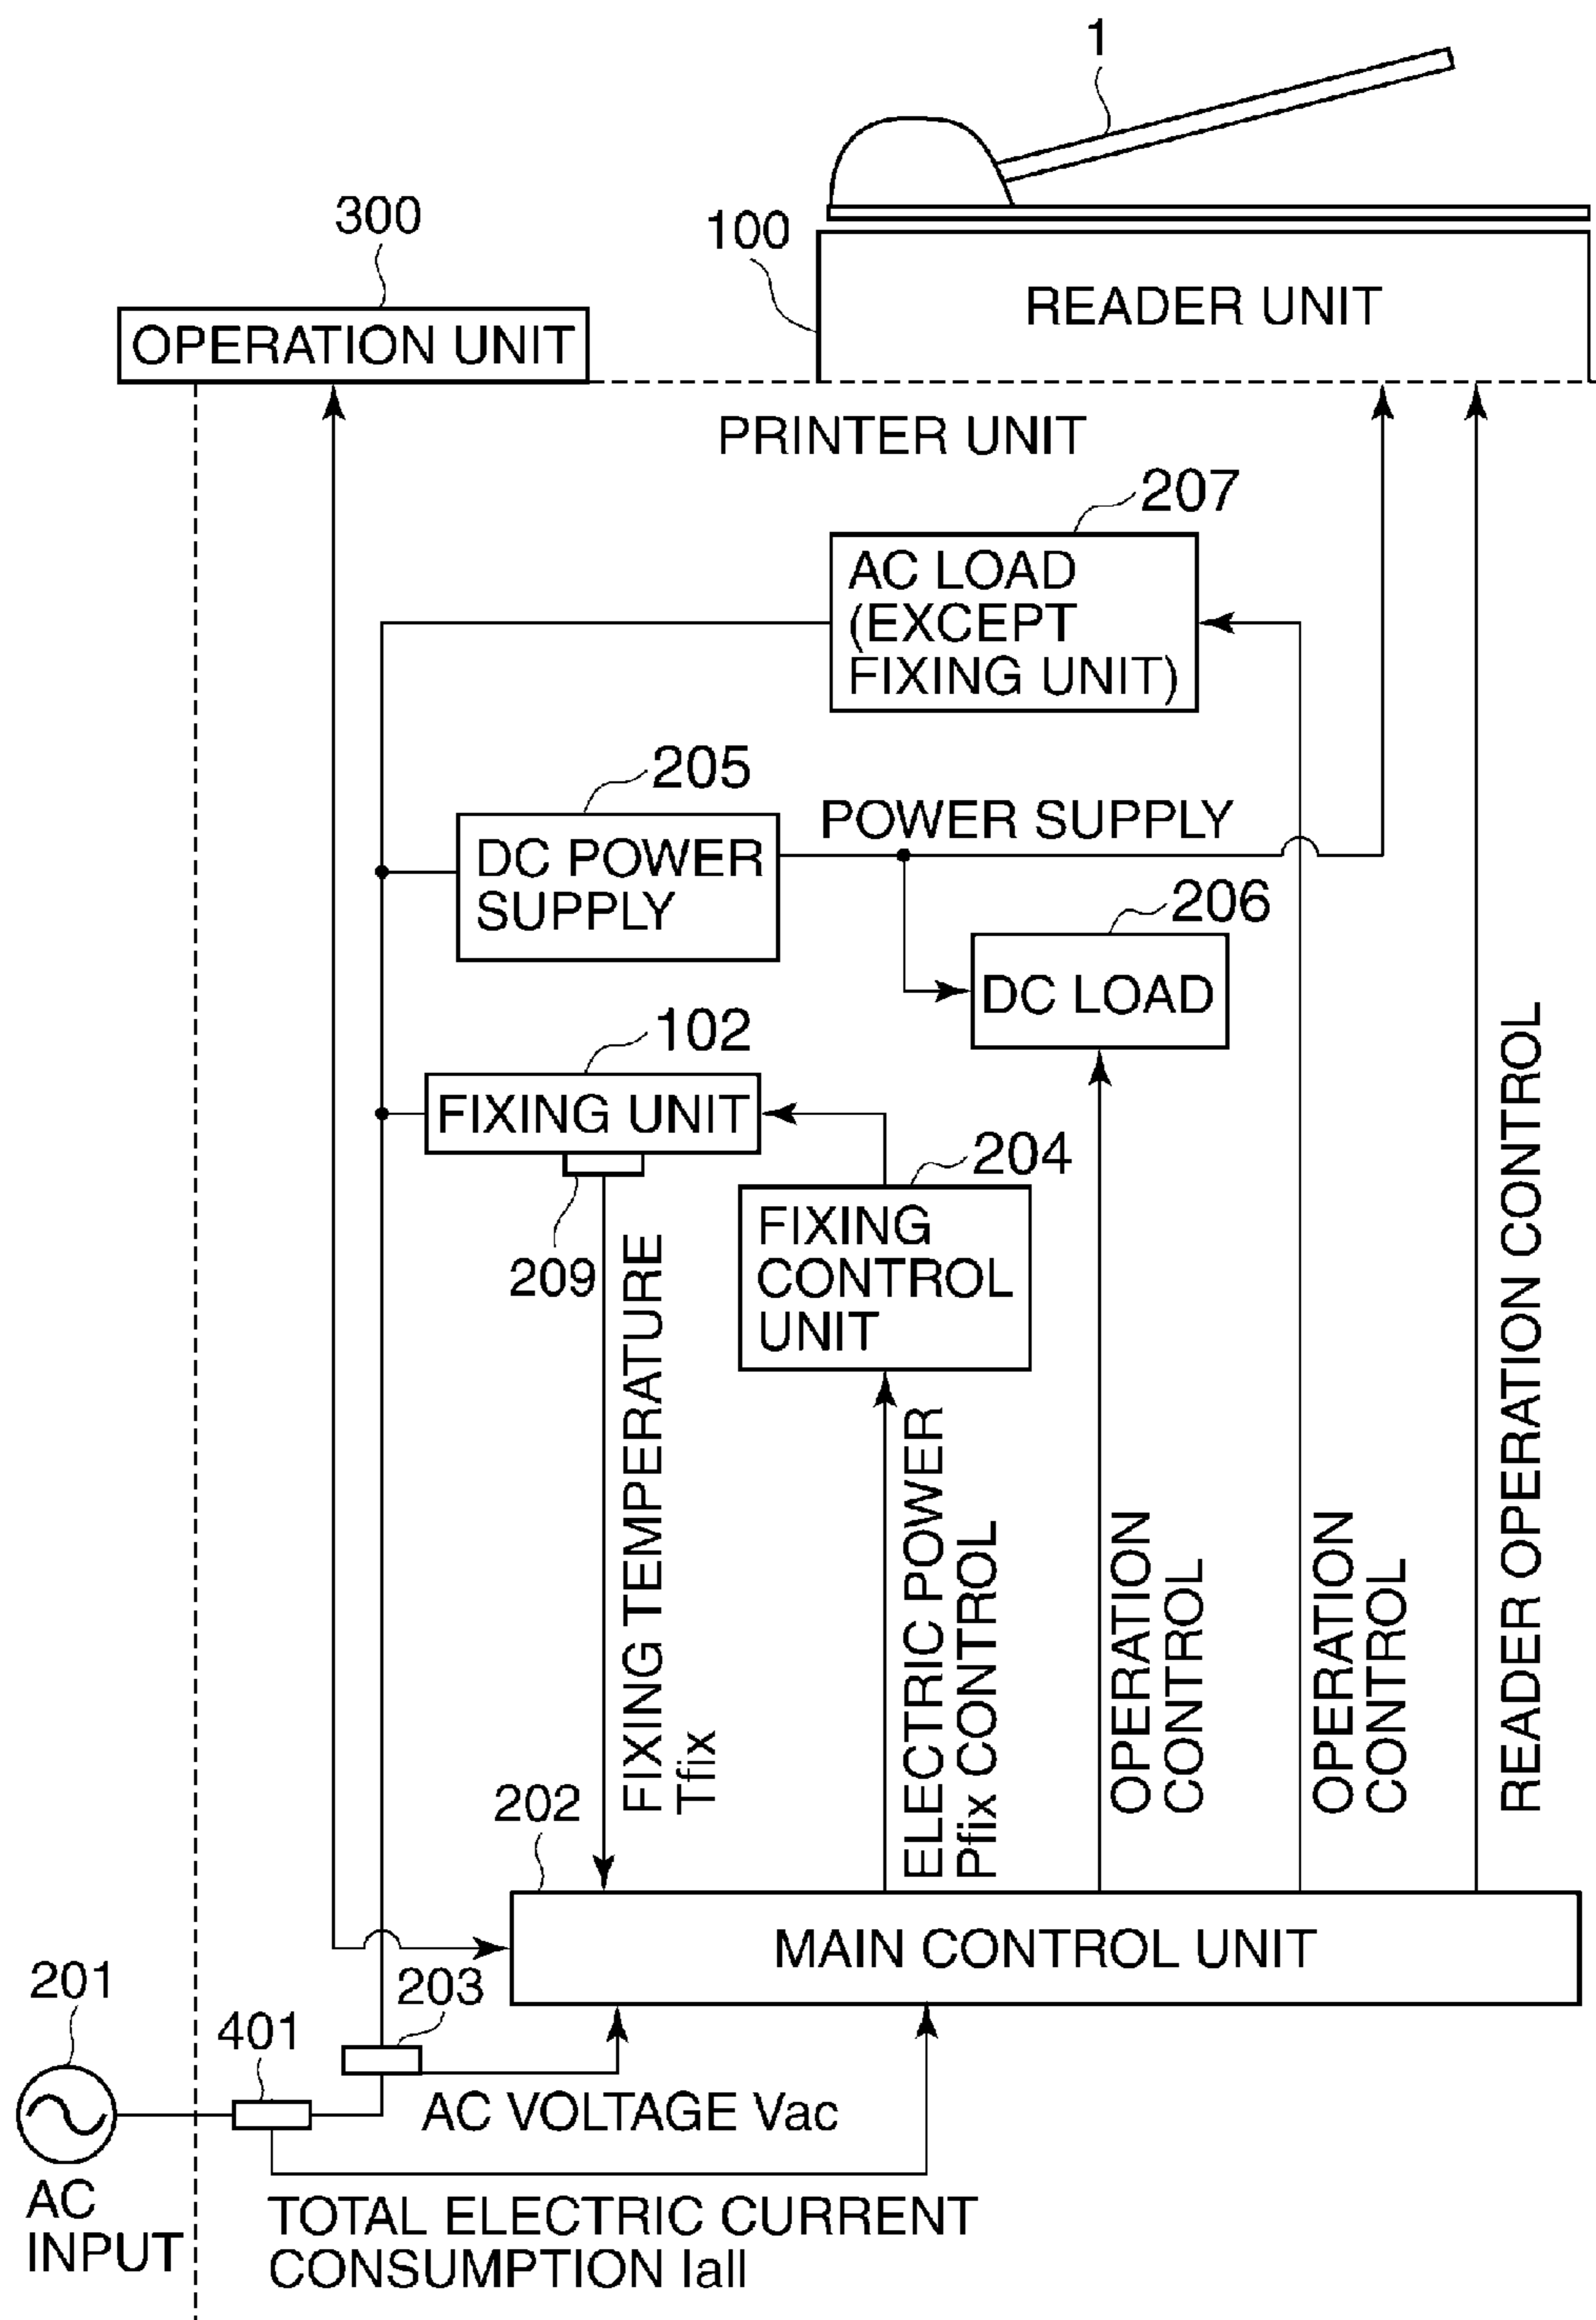 1
300
100
READER UNIT
OPERATION UNIT
PRINTER UNIT
207
AC LOAD
(EXCEPT
FIXING UNIT)
205
POWER SUPPLY
DC POWER
SUPPLY
206
DC LOAD
102
FIXING UNIT
204
209
FIXING
CONTROL
UNIT
FIXING TEMPERATURE
Tfix
ELECTRIC POWER
Pfix CONTROL
OPERATION
CONTROL
OPERATION
CONTROL
READER OPERATION CONTROL
202
MAIN CONTROL UNIT
201
203
401
AC VOLTAGE Vac
AC
INPUT
TOTAL ELECTRIC CURRENT
CONSUMPTION Iall